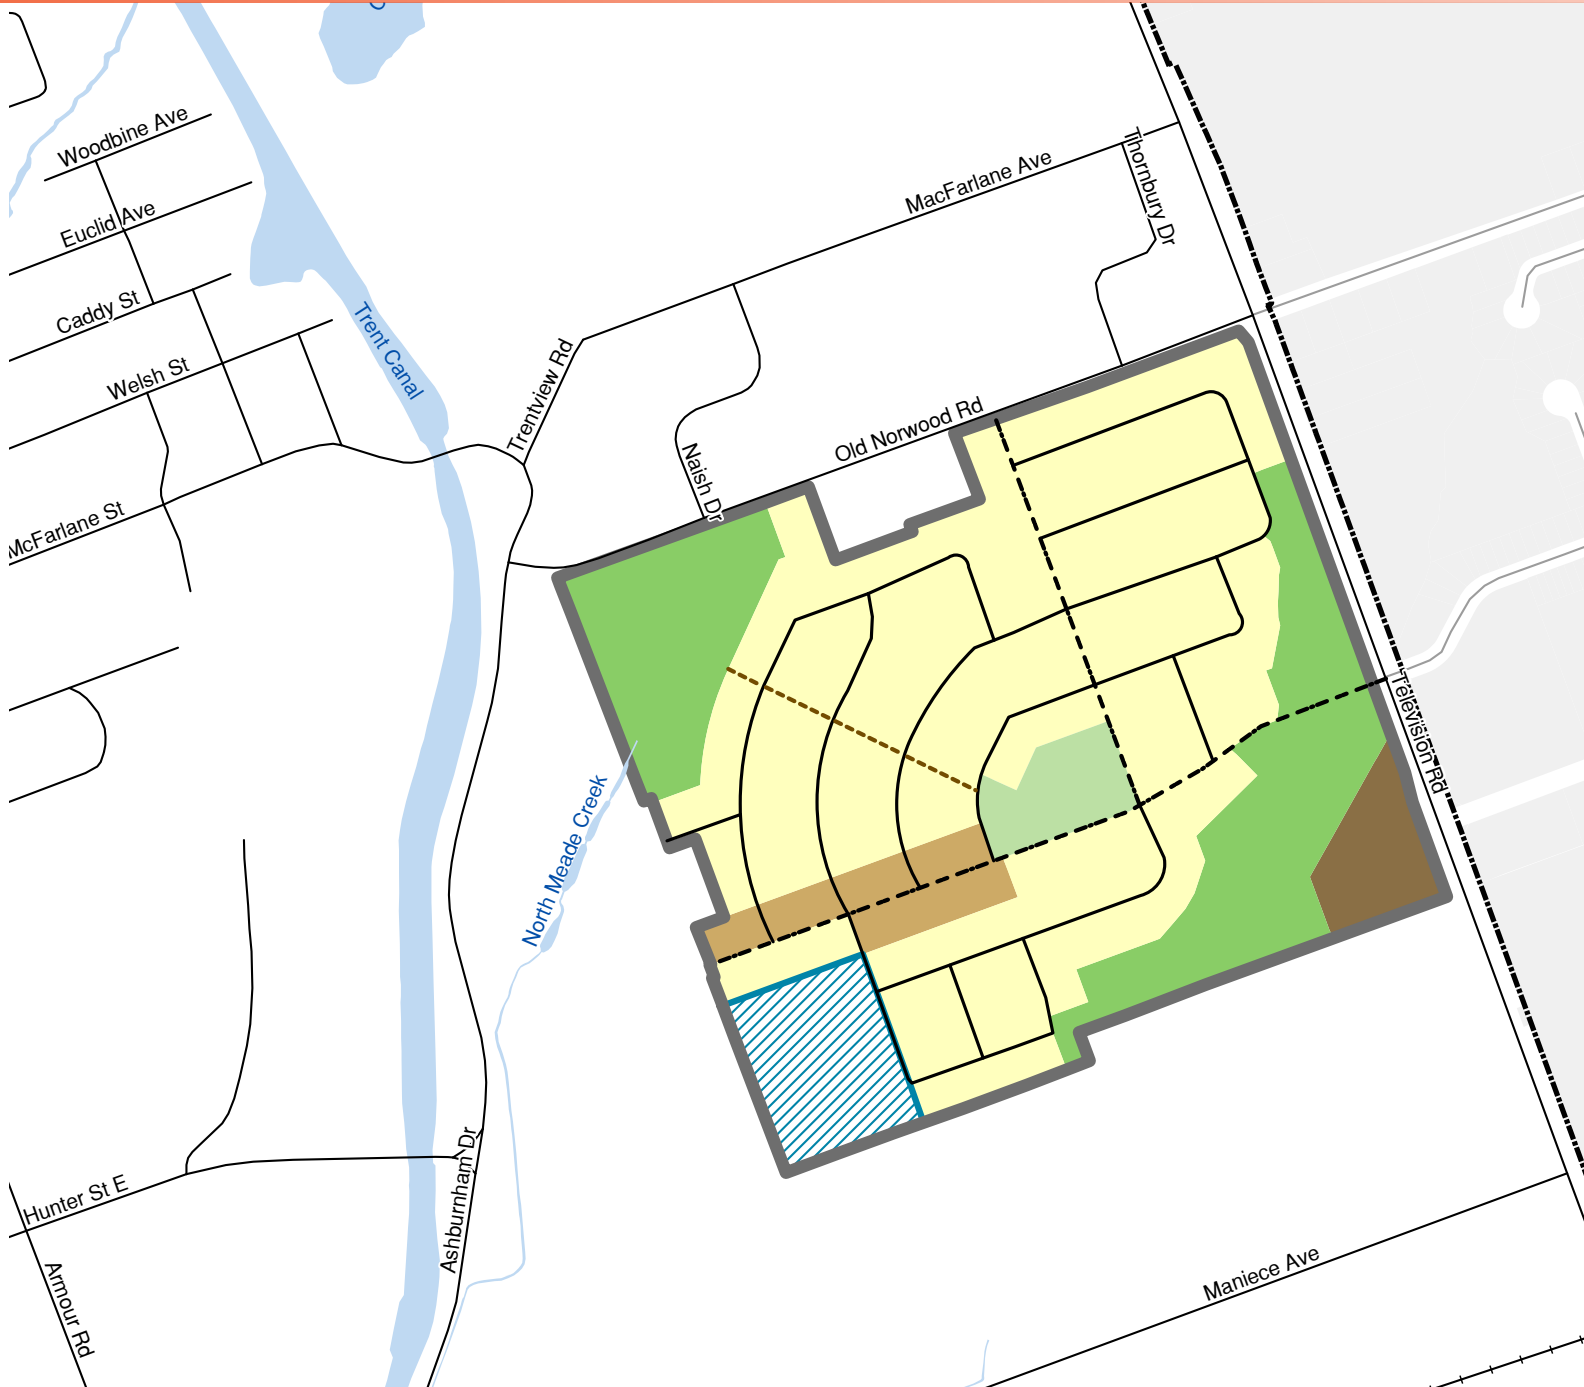 Woodbine Ave
Euclid Ave
Caddy St
Welsh St
McFarlane St
Trent Canal
Trentview Rd
MacFarlane Ave
Thornbury Dr
Old Norwood Rd
Naish Dr
Television Rd
North Meade Creek
Ashburnham Dr
Hunter St E
Armour Rd
Maniece Ave